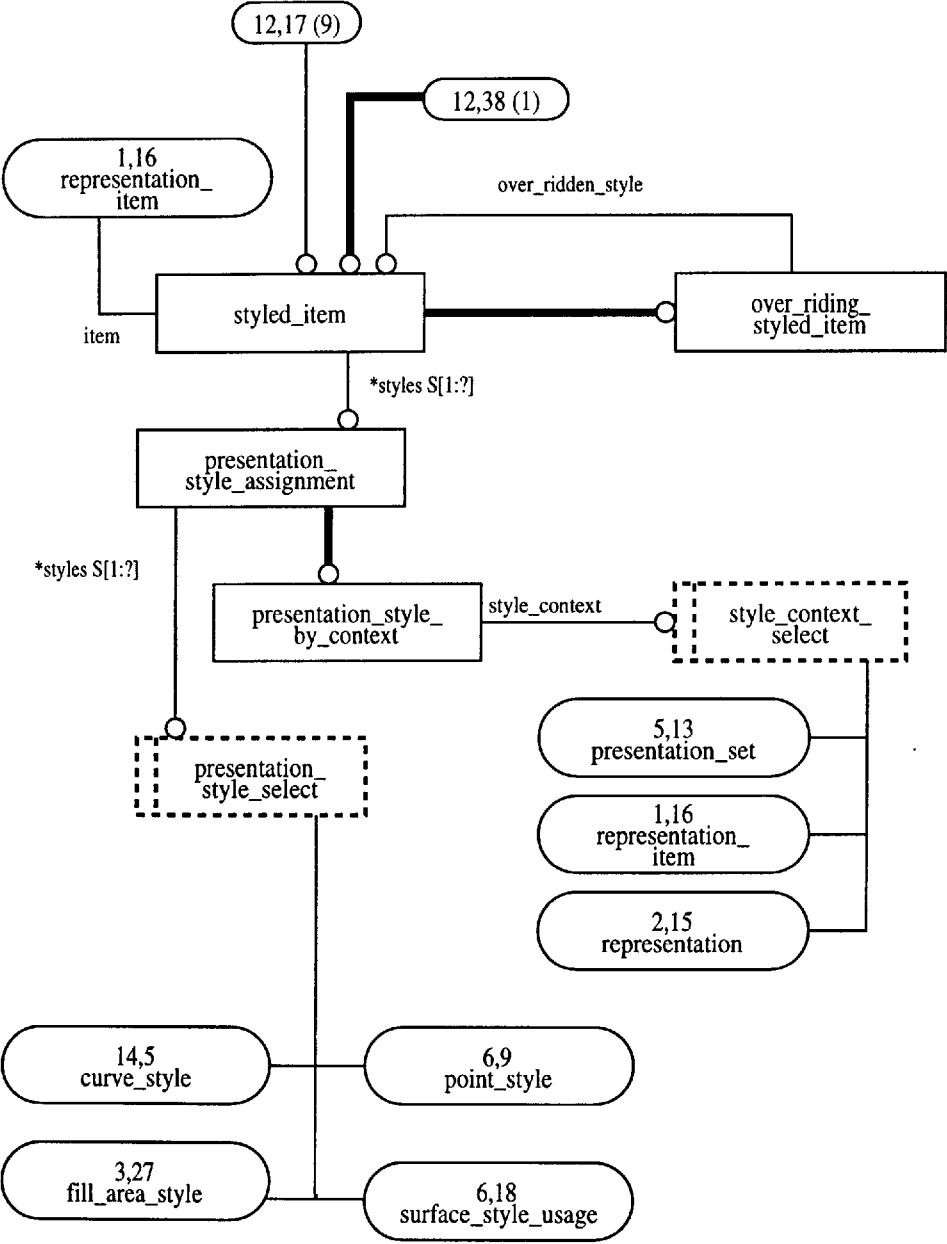 12,17 (9)
12,38 (1)
1,16
representation_
item
over_ridden_style
item
styled_item
over_riding_
styled_item
*styles S[1:?]
presentation_
style_assignment
*styles S[1:?]
presentation_style_
by_context
style_context
style_context_
select
5,13
presentation_set
presentation_
style_select
1,16
representation_
item
2,15
representation
14,5
curve_style
6,9
point_style
3,27
fill_area_style
6,18
surface_style_usage